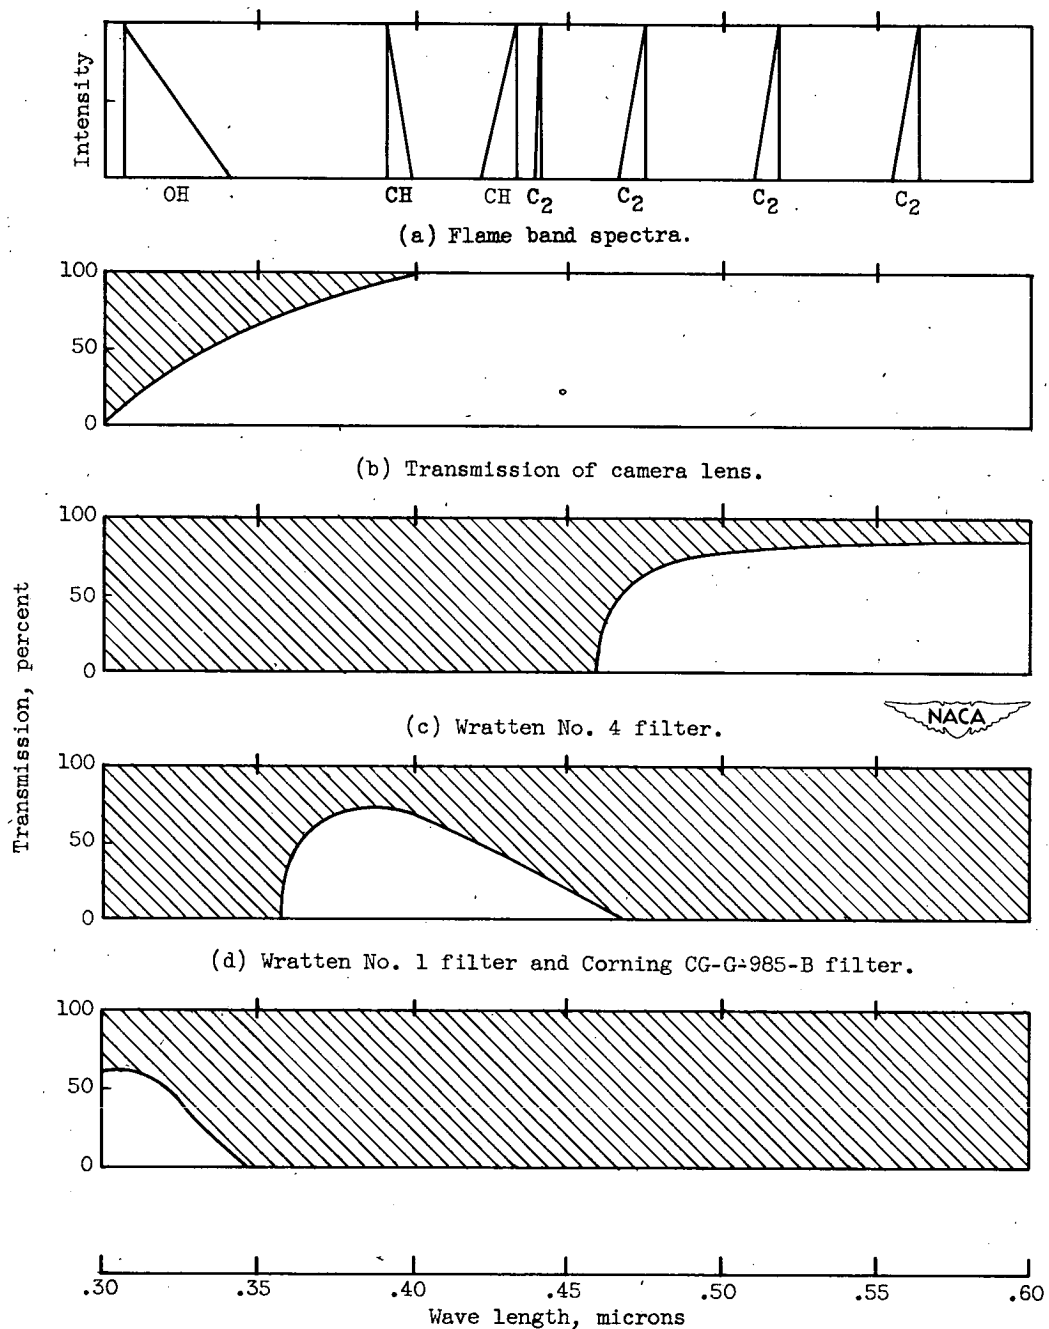 Intensity
OH CH CH C₂ C₂ C₂ C₂
(a) Flame band spectra.
100
50
0
(b) Transmission of camera lens.
Transmission, percent
100
50
0
(c) Wratten No. 4 filter.
NACA
100
50
0
(d) Wratten No. 1 filter and Corning CG-G-985-B filter.
100
50
0
.30 .35 .40 .45 .50 .55 .60
Wave length, microns